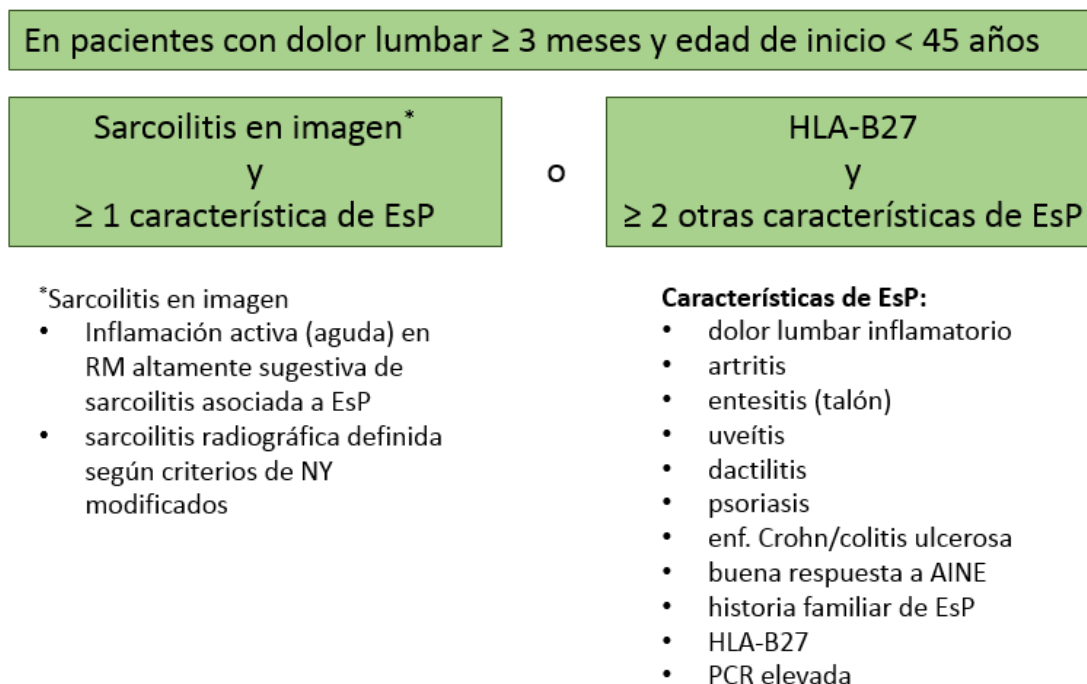 En pacientes con dolor lumbar ≥ 3 meses y edad de inicio < 45 años
Sarcoilitis en imagen*
y
≥ 1 característica de EsP
o
HLA-B27
y
≥ 2 otras características de EsP
*Sarcoilitis en imagen
• Inflamación activa (aguda) en
RM altamente sugestiva de
sarcoilitis asociada a EsP
• sarcoilitis radiográfica definida
según criterios de NY
modificados
Características de EsP:
• dolor lumbar inflamatorio
• artritis
• entesitis (talón)
• uveítis
• dactilitis
• psoriasis
• enf. Crohn/colitis ulcerosa
• buena respuesta a AINE
• historia familiar de EsP
• HLA-B27
• PCR elevada